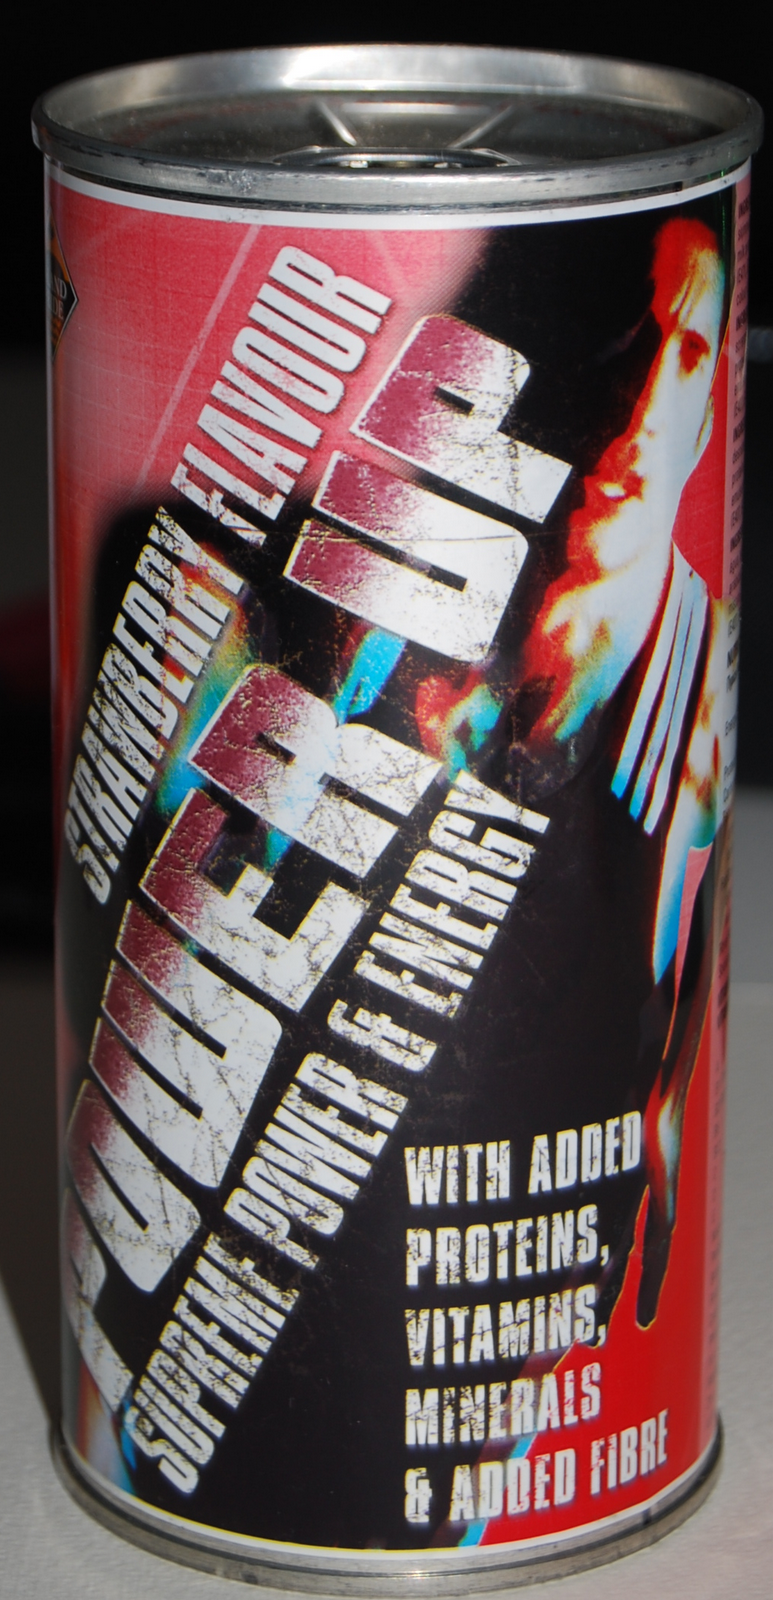 STRAWBERRY FLAVOUR
POWER UP
SUPREME POWER & ENERGY
WITH ADDED
PROTEINS,
VITAMINS,
MINERALS
& ADDED FIBRE